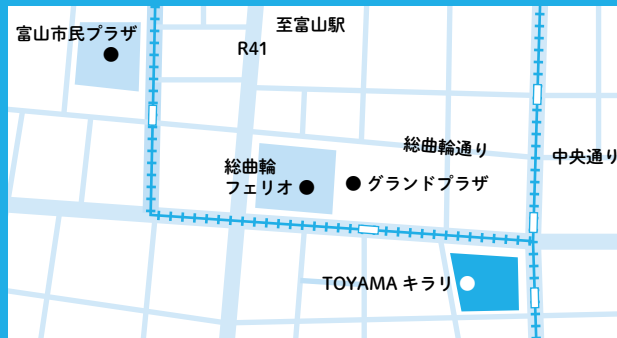 至富山駅
富山市民プラザ
R41
総曲輪通り
中央通り
総曲輪
フェリオ
グランドプラザ
TOYAMA キラリ